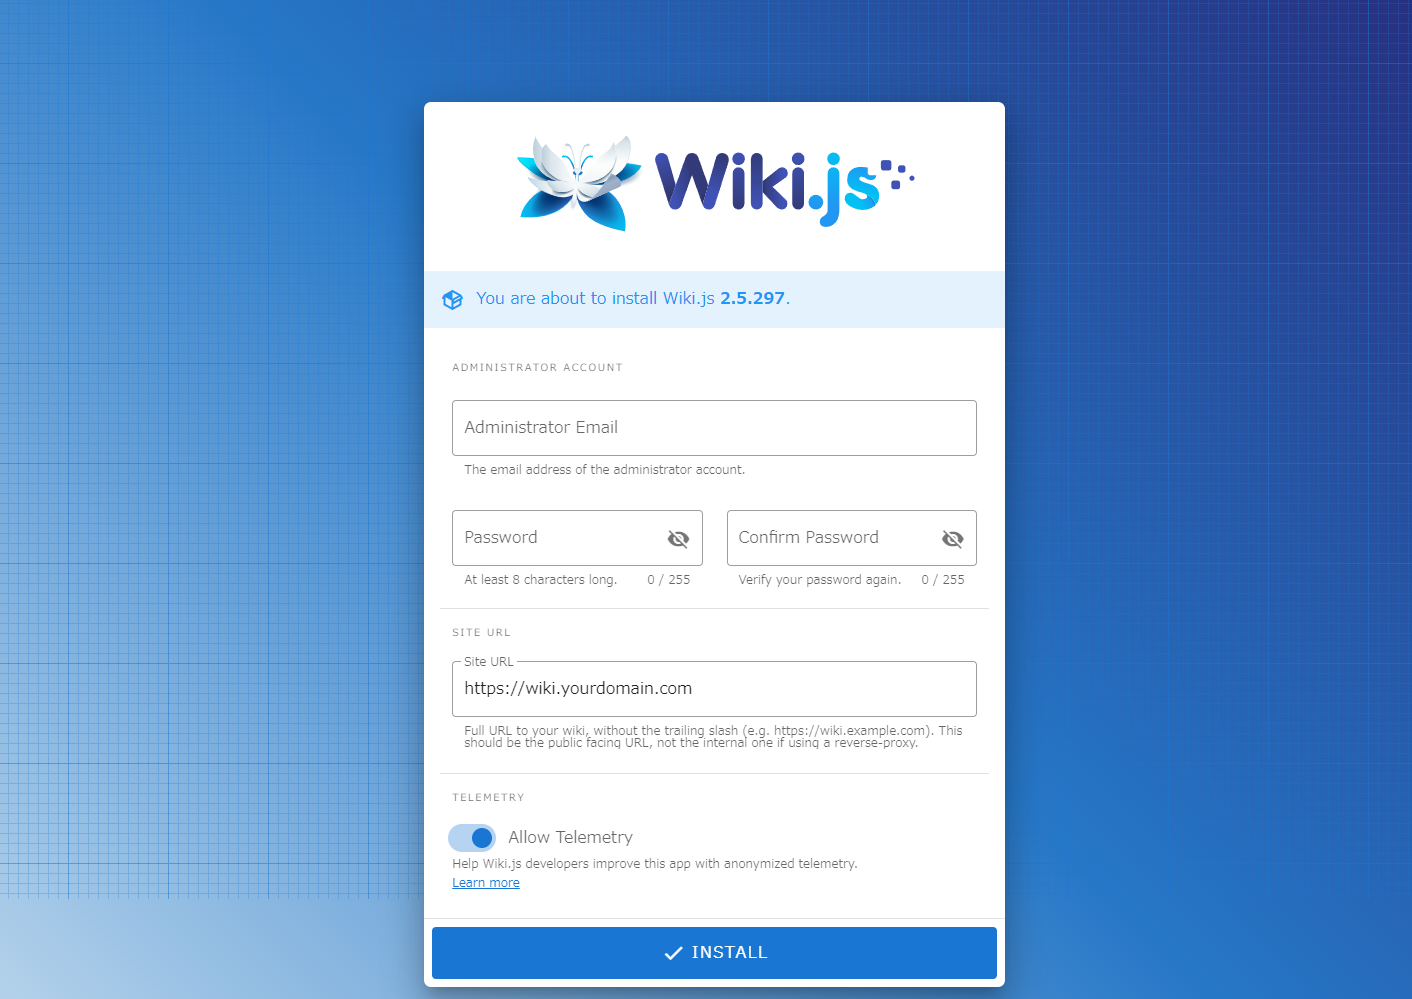 Wiki.js
You are about to install Wiki.js 2.5.297.
ADMINISTRATOR ACCOUNT
Administrator Email
The email address of the administrator account.
Password
Confirm Password
At least 8 characters long.
0 / 255
Verify your password again.
0 / 255
SITE URL
Site URL
https://wiki.yourdomain.com
Full URL to your wiki, without the trailing slash (e.g. https://wiki.example.com). This
should be the public facing URL, not the internal one if using a reverse-proxy.
TELEMETRY
Allow Telemetry
Help Wiki.js developers improve this app with anonymized telemetry.
Learn more
INSTALL